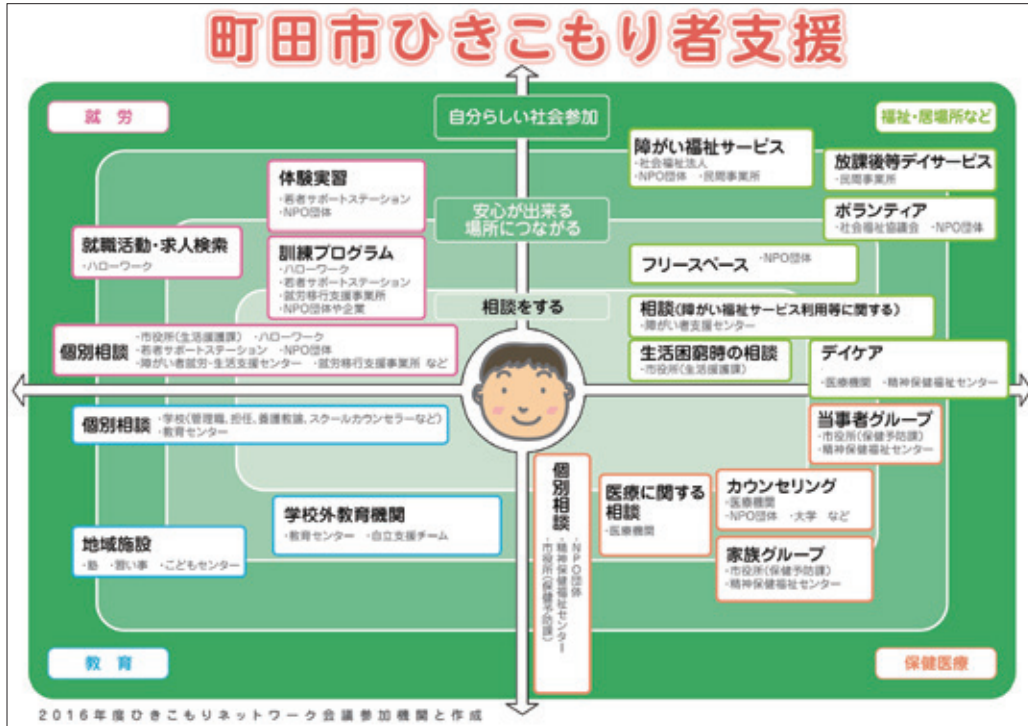 町田市ひきこもり者支援
就労
自分らしい社会参加
福祉・居場所など
障がい福祉サービス
・社会福祉法人
・NPO団体 ・民間事業所
放課後等デイサービス
・民間事業所
体験実習
・若者サポートステーション
・NPO団体
安心が出来る
場所につながる
ボランティア
・社会福祉協議会 ・NPO団体
就職活動・求人検索
・ハローワーク
訓練プログラム
・ハローワーク
・若者サポートステーション
・就労移行支援事業所
・NPO団体や企業
フリースペース ・NPO団体
相談をする
相談(障がい福祉サービス利用等に関する)
・障がい者支援センター
個別相談
・市役所(生活援護課) ・ハローワーク
・若者サポートステーション ・NPO団体
・障がい者就労・生活支援センター ・就労移行支援事業所 など
生活困窮時の相談
・市役所(生活援護課)
デイケア
・医療機関 ・精神保健福祉センター
個別相談
・学校(管理職、担任、養護教諭、スクールカウンセラーなど)
・教育センター
当事者グループ
・市役所(保健予防課)
・精神保健福祉センター
個別相談
・NPO団体
・精神保健福祉センター
・市役所(保健予防課)
医療に関する
相談
・医療機関
カウンセリング
・医療機関
・NPO団体 ・大学 など
学校外教育機関
・教育センター ・自立支援チーム
地域施設
・塾 ・習い事 ・こどもセンター
家族グループ
・市役所(保健予防課)
・精神保健福祉センター
教育
保健医療
2016年度ひきこもりネットワーク会議参加機関と作成